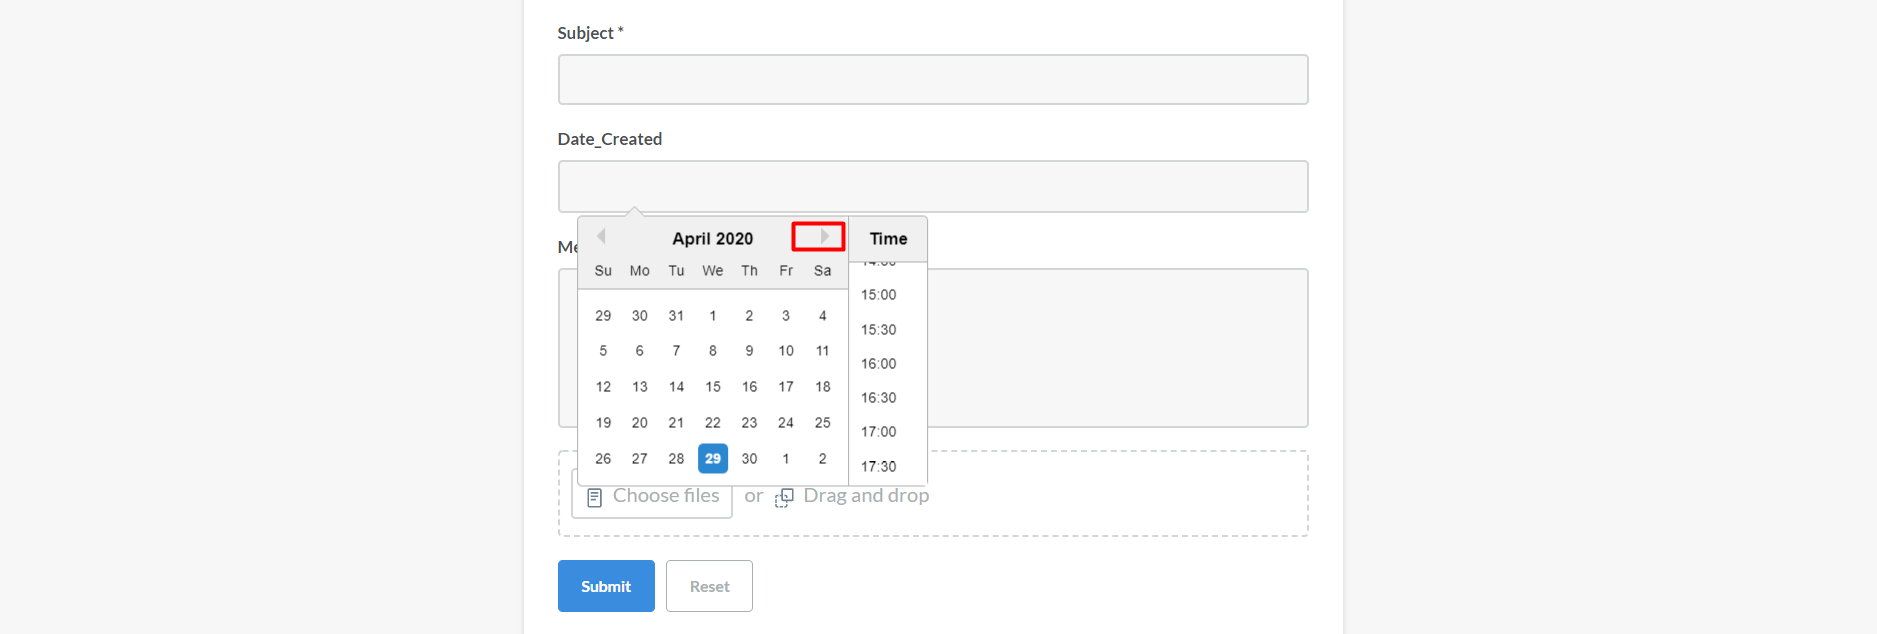 Subject *
Date_Created
Me
April 2020
Time
Su Mo Tu We Th Fr Sa
29 30 31 1 2 3 4
5 6 7 8 9 10 11
12 13 14 15 16 17 18
19 20 21 22 23 24 25
26 27 28 29 30 1 2
15:00
15:30
16:00
16:30
17:00
17:30
Choose files or Drag and drop
Submit Reset